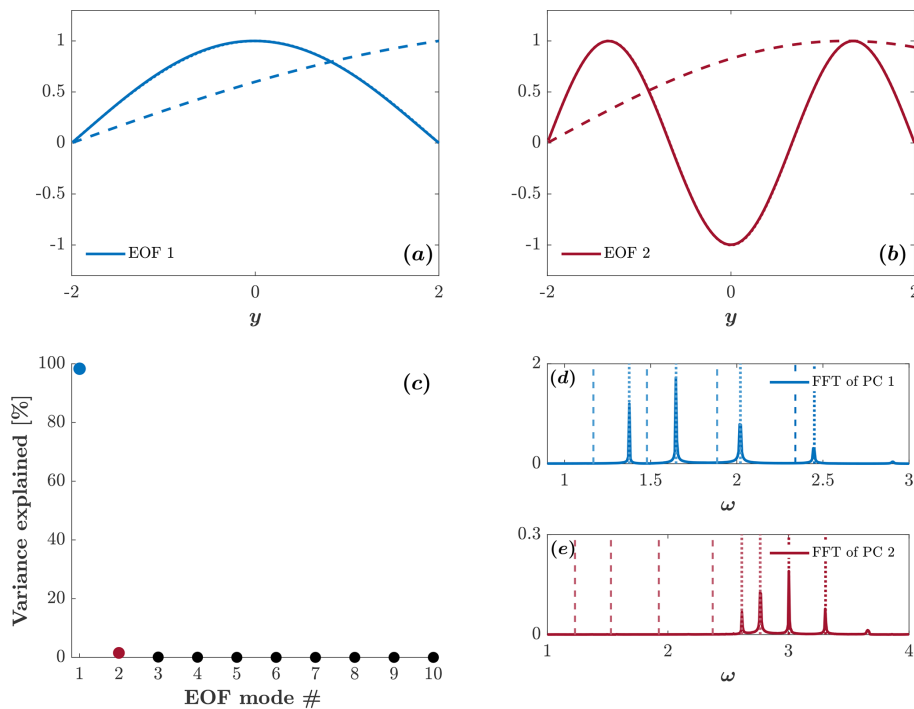 1
0.5
0
-0.5
-1
EOF 1
(a)
-2 0 2
y
1
0.5
0
-0.5
-1
EOF 2
(b)
-2 0 2
y
100
80
60
40
20
0
Variance explained [%]
(c)
1 2 3 4 5 6 7 8 9 10
EOF mode #
2
0
(d)
FFT of PC 1
1 1.5 2 2.5 3
ω
0.3
0
(e)
FFT of PC 2
1 2 3 4
ω